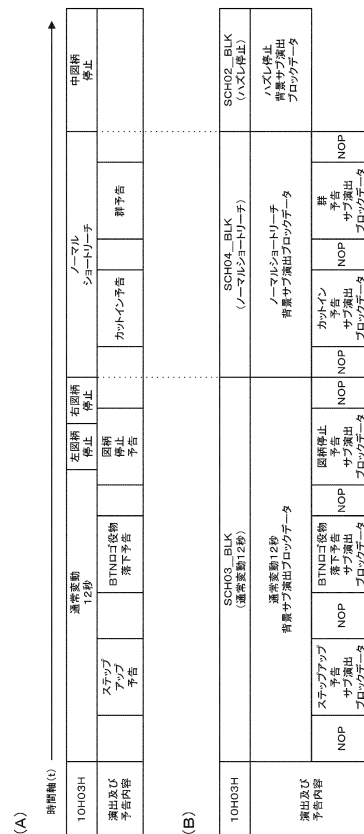 (A)
時間軸(t)
10H03H
通常変動
12秒
左図柄
停止
右図柄
停止
ノーマル
ショートリーチ
中図柄
停止
演出及び
予告内容
ステップ
アップ
予告
BTNロゴ役物
落下予告
図柄
停止
予告
カットイン予告
群予告
(B)
10H03H
SCH03__BLK
(通常変動12秒)
SCH04__BLK
(ノーマルショートリーチ)
SCH02__BLK
(ハズレ停止)
演出及び
予告内容
通常変動12秒
背景サブ演出ブロックデータ
ノーマルショートリーチ
背景サブ演出ブロックデータ
ハズレ停止
背景サブ演出
ブロックデータ
NOP
ステップアップ
予告
サブ演出
ブロックデータ
NOP
BTNロゴ役物
落下予告
サブ演出
ブロックデータ
NOP
図柄停止
予告
サブ演出
ブロックデータ
NOP
NOP
カットイン
予告
サブ演出
ブロックデータ
NOP
群
予告
サブ演出
ブロックデータ
NOP